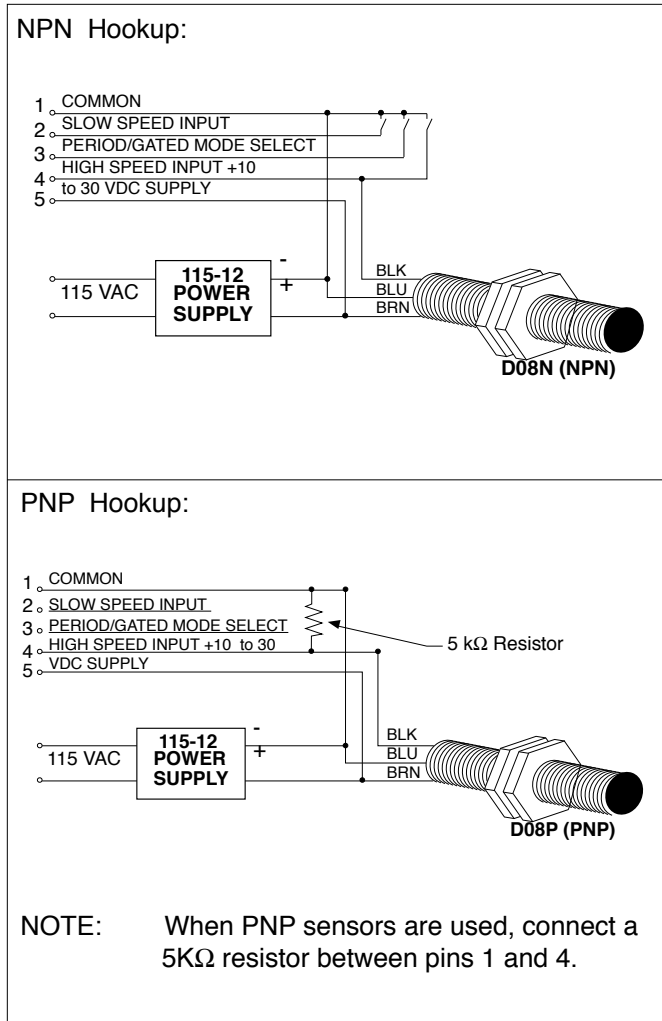 NPN Hookup:
1 COMMON
2 SLOW SPEED INPUT
3 PERIOD/GATED MODE SELECT
4 HIGH SPEED INPUT +10
5 to 30 VDC SUPPLY
115 VAC
115-12
POWER
SUPPLY
-
+
BLK
BLU
BRN
D08N (NPN)
PNP Hookup:
1 COMMON
2 SLOW SPEED INPUT
3 PERIOD/GATED MODE SELECT
4 HIGH SPEED INPUT +10 to 30
5 VDC SUPPLY
5 kΩ Resistor
115 VAC
115-12
POWER
SUPPLY
-
+
BLK
BLU
BRN
D08P (PNP)
NOTE: When PNP sensors are used, connect a
5KΩ resistor between pins 1 and 4.